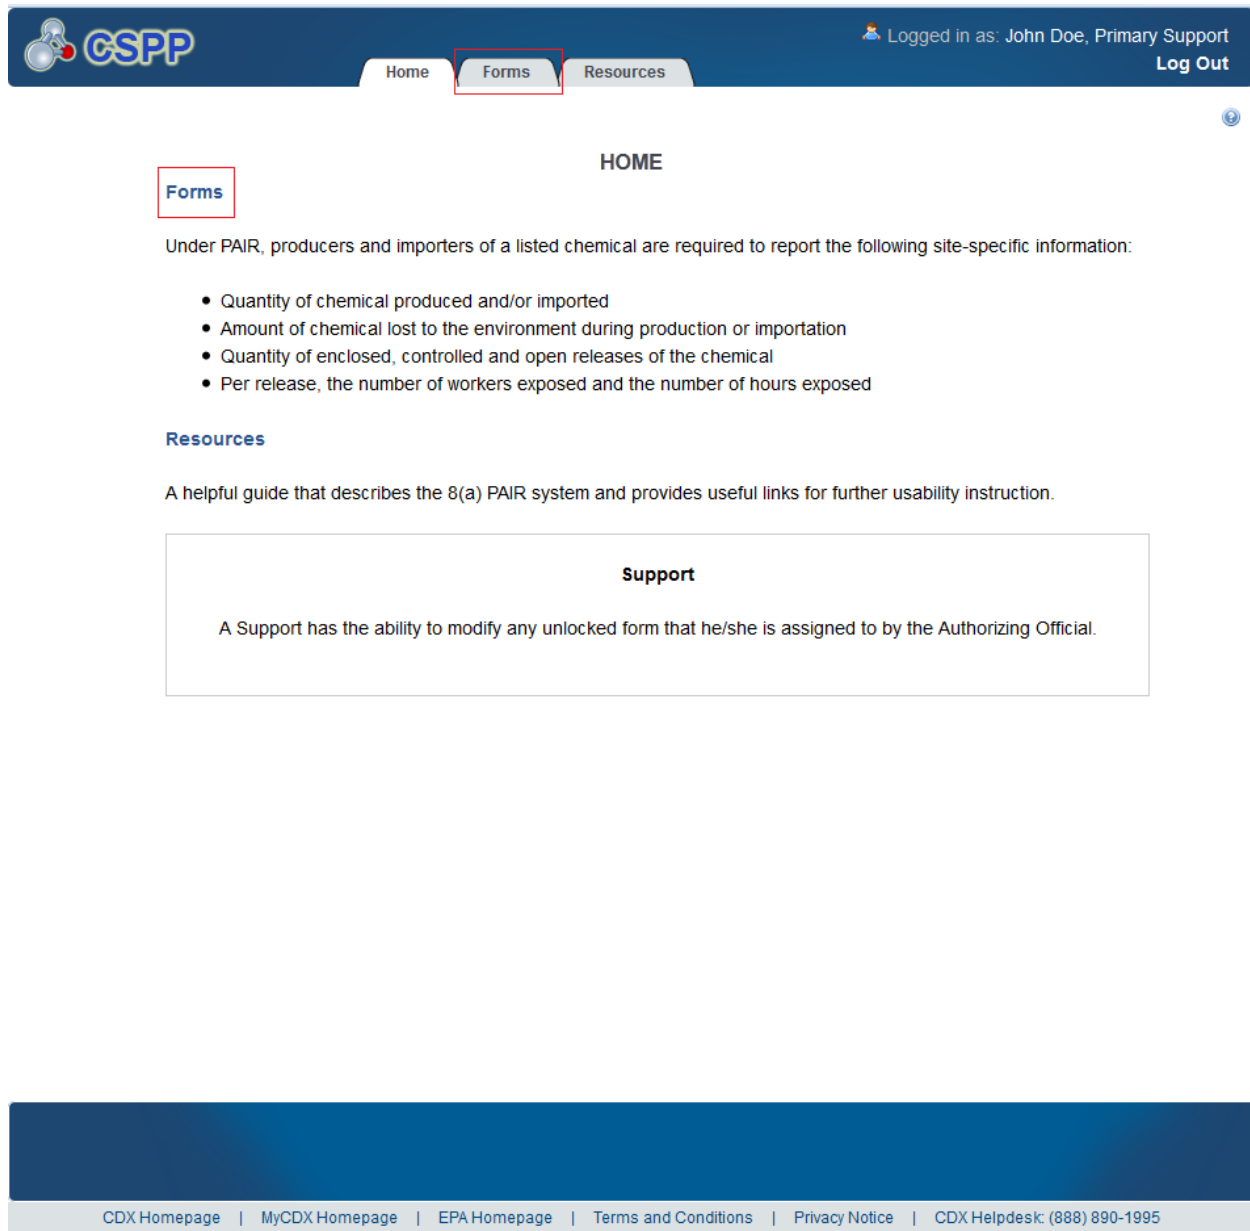 CSPP
Logged in as: John Doe, Primary Support
Log Out
Home Forms Resources
HOME
Forms
Under PAIR, producers and importers of a listed chemical are required to report the following site-specific information:
• Quantity of chemical produced and/or imported
• Amount of chemical lost to the environment during production or importation
• Quantity of enclosed, controlled and open releases of the chemical
• Per release, the number of workers exposed and the number of hours exposed
Resources
A helpful guide that describes the 8(a) PAIR system and provides useful links for further usability instruction.
Support
A Support has the ability to modify any unlocked form that he/she is assigned to by the Authorizing Official.
CDX Homepage | MyCDX Homepage | EPA Homepage | Terms and Conditions | Privacy Notice | CDX Helpdesk: (888) 890-1995